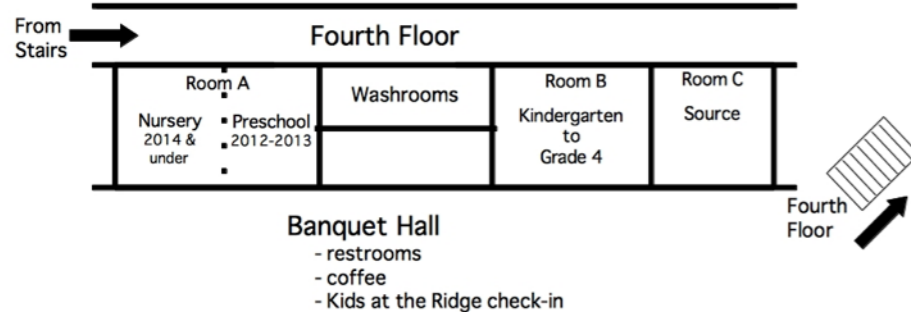 From
Stairs
Fourth Floor
Room A
Nursery
2014 &
under
Preschool
2012-2013
Washrooms
Room B
Kindergarten
to
Grade 4
Room C
Source
Fourth
Floor
Banquet Hall
- restrooms
- coffee
- Kids at the Ridge check-in